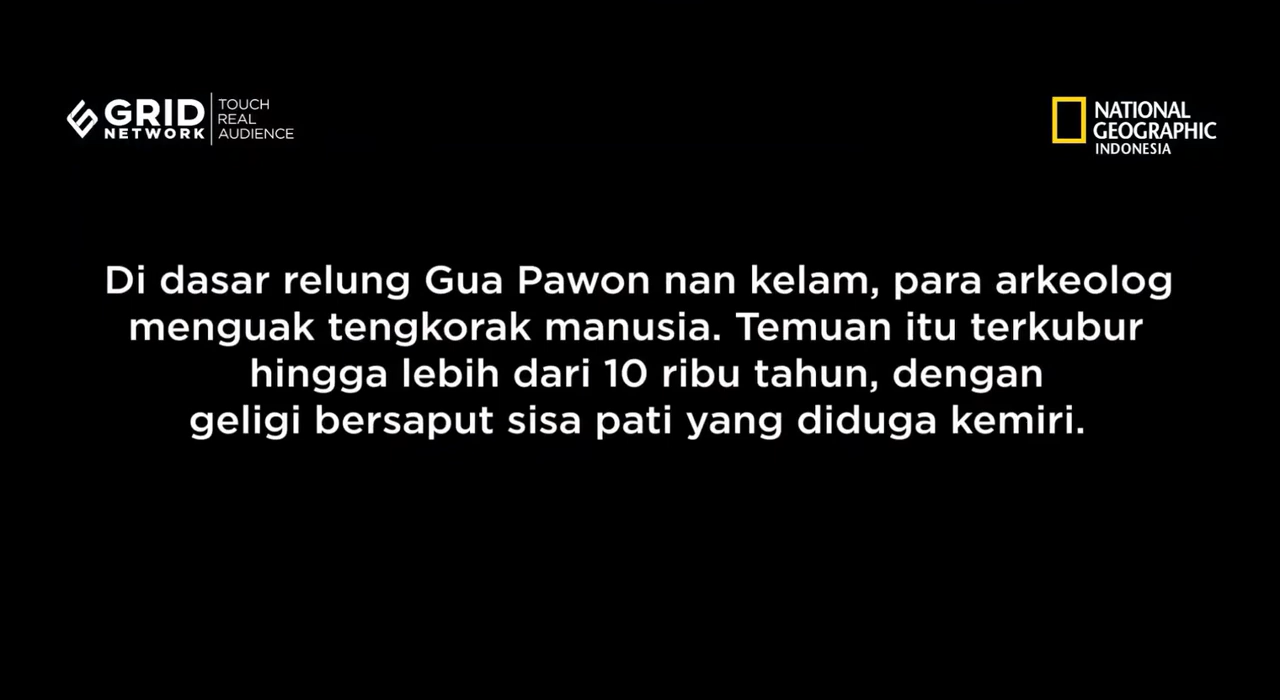 GRID
NETWORK
TOUCH
REAL
AUDIENCE
NATIONAL
GEOGRAPHIC
INDONESIA
Di dasar relung Gua Pawon nan kelam, para arkeolog
menguak tengkorak manusia. Temuan itu terkubur
hingga lebih dari 10 ribu tahun, dengan
geligi bersaput sisa pati yang diduga kemiri.